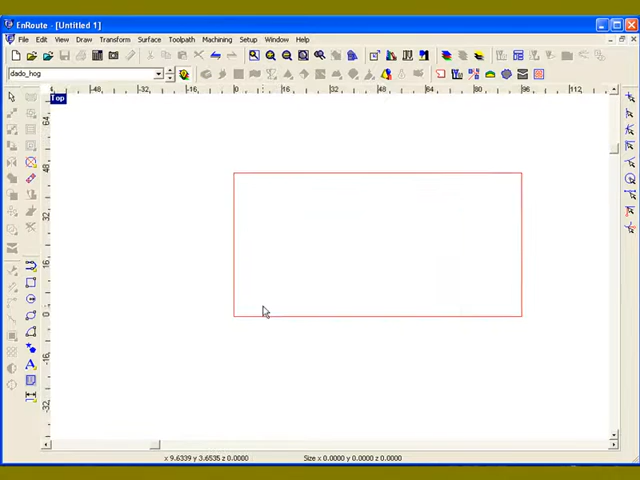 EnRoute - [Untitled 1]
File Edit View Draw Transform Surface Toolpath Machining Setup Window Help
dado_hog
-48 -32 -16 0 16 32 48 64 80 96 112
Top
64
48
32
16
0
-16
-32
x 9.6339 y 3.6535 z 0.0000 Size x 0.0000 y 0.0000 z 0.0000